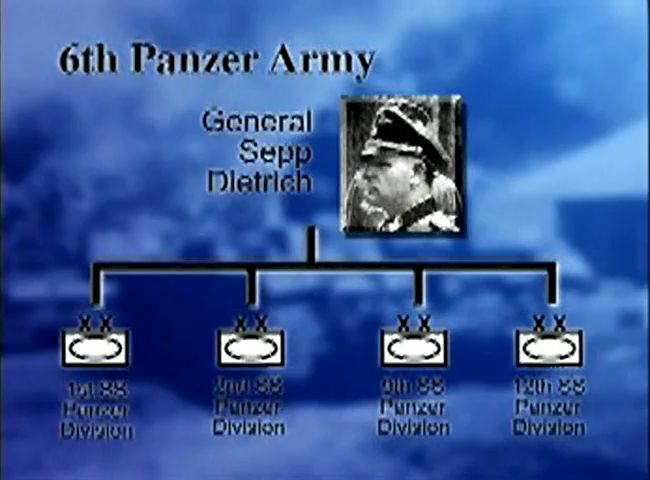 6th Panzer Army
General
Sepp
Dietrich
X X
X X
X X
X X
1st SS
Panzer
Division
2nd SS
Panzer
Division
9th SS
Panzer
Division
12th SS
Panzer
Division